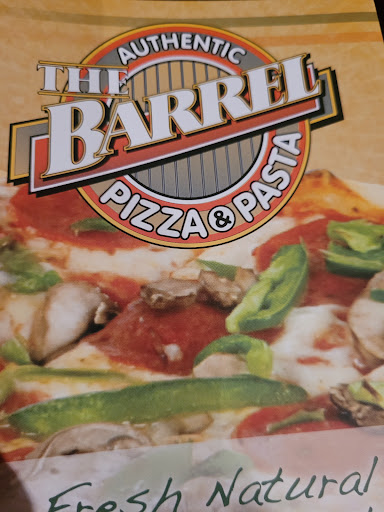 AUTHENTIC
THE
BARREL
PIZZA & PASTA
Fresh Natural